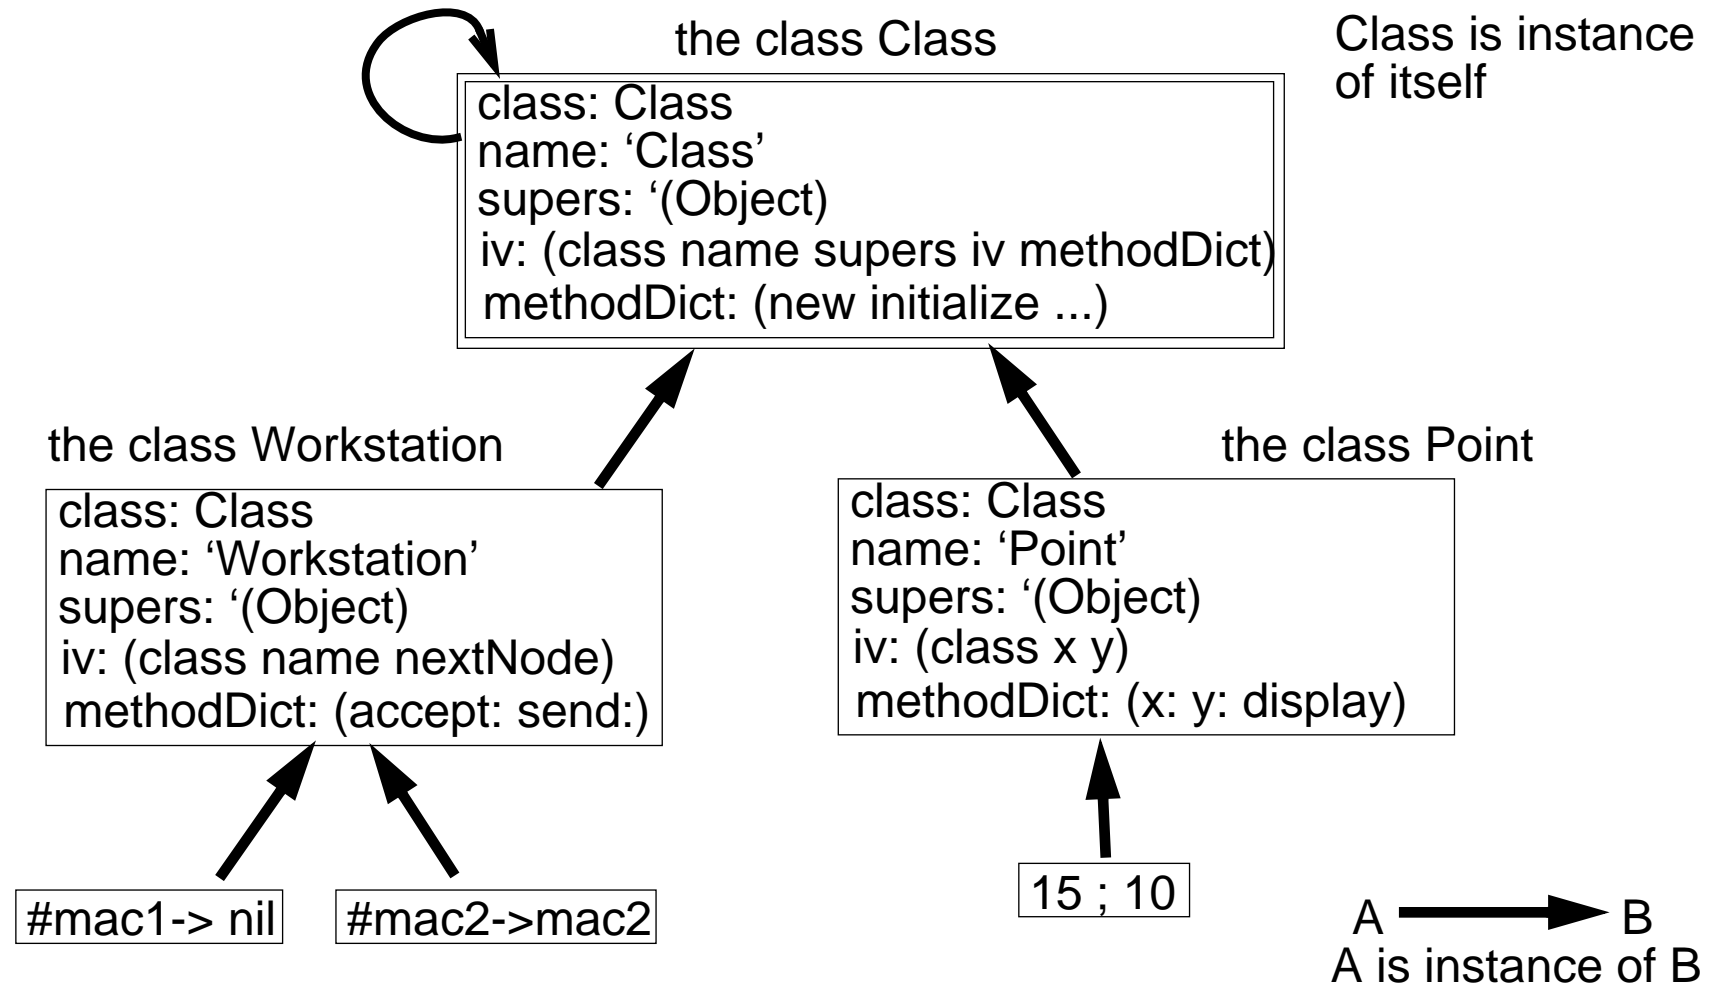 the class Class
Class is instance
of itself
class: Class
name: ‘Class’
supers: ‘(Object)
iv: (class name supers iv methodDict)
methodDict: (new initialize ...)
the class Workstation
class: Class
name: ‘Workstation’
supers: ‘(Object)
iv: (class name nextNode)
methodDict: (accept: send:)
the class Point
class: Class
name: ‘Point’
supers: ‘(Object)
iv: (class x y)
methodDict: (x: y: display)
#mac1-> nil
#mac2->mac2
15 ; 10
A B
A is instance of B